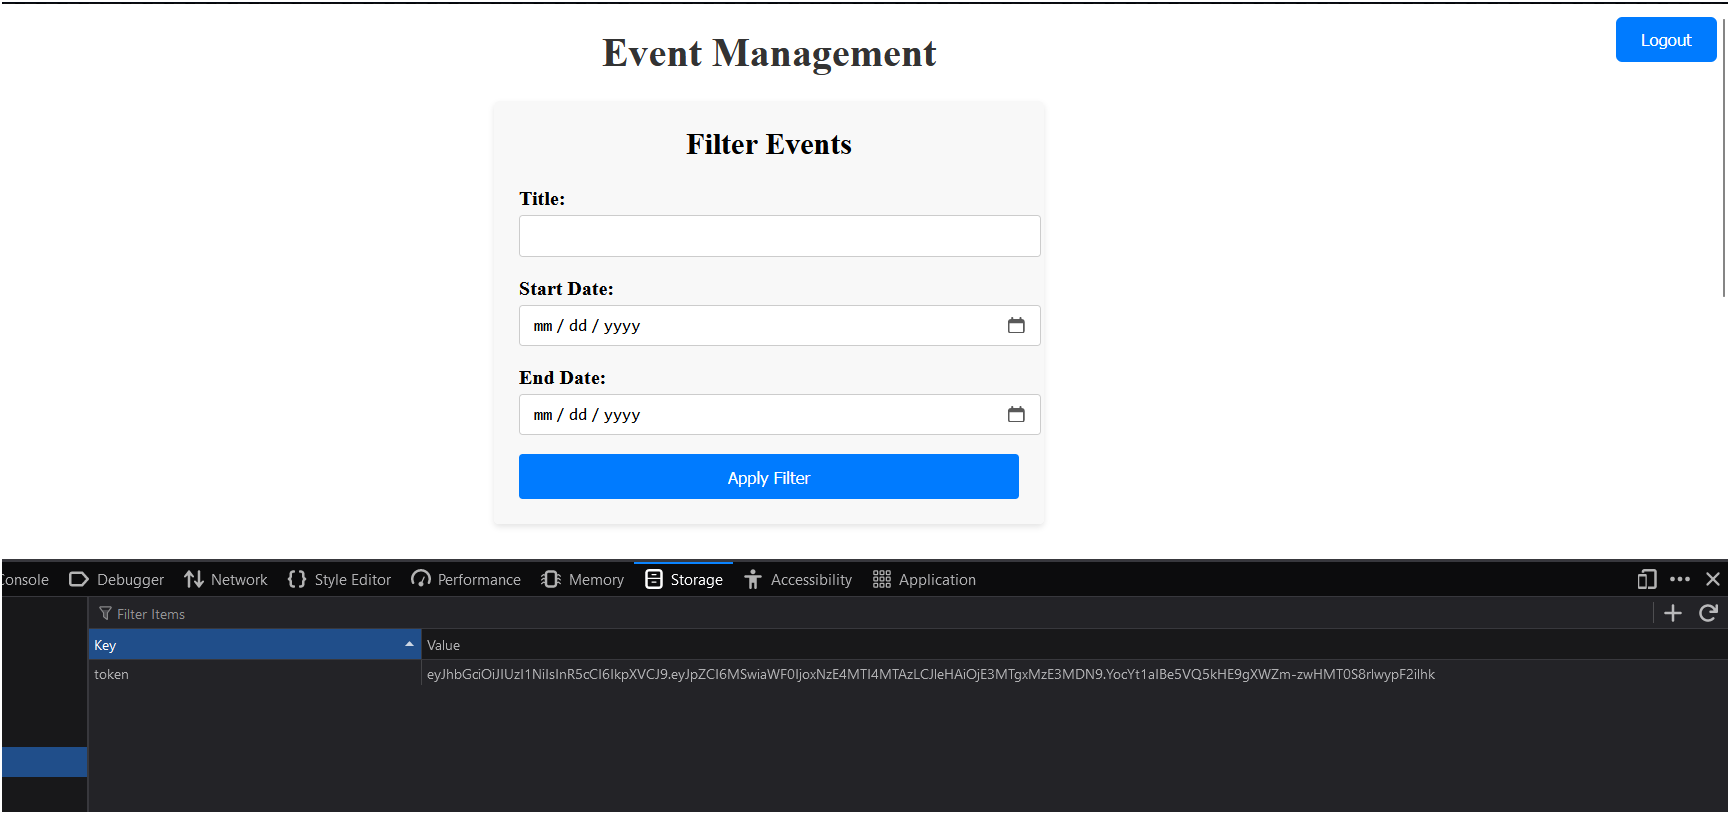 Event Management
Logout
Filter Events
Title:
Start Date:
mm / dd / yyyy
End Date:
mm / dd / yyyy
Apply Filter
onsole Debugger Network Style Editor Performance Memory Storage Accessibility Application
Filter Items
Key Value
token eyJhbGciOiJIUzI1NiIsInR5cCI6IkpXVCJ9.eyJpZCI6MSwiaWF0IjoxNzE4MTI4MTAzLCJleHAiOjE3MTgxMzE3MDN9.YocYt1aIBe5VQ5kHE9gXWZm-zwHMT0S8rlwypF2ilhk